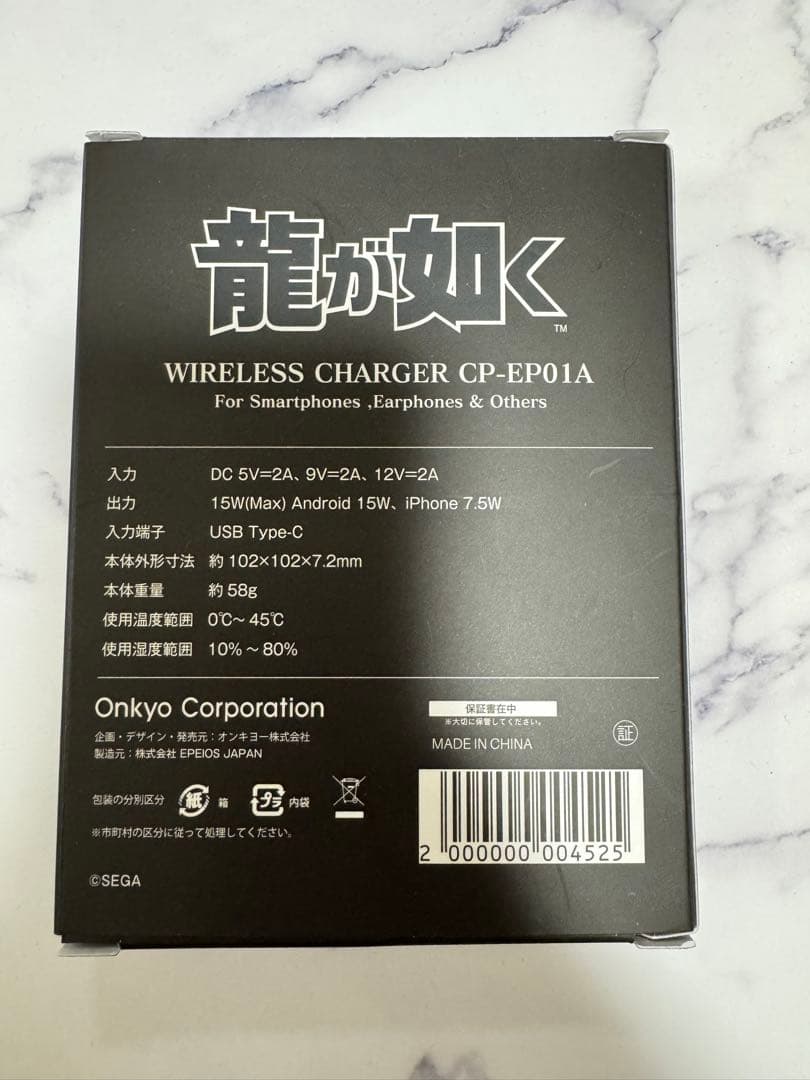 龍が如く™
WIRELESS CHARGER CP-EP01A
For Smartphones ,Earphones & Others
入力 DC 5V=2A、9V=2A、12V=2A
出力 15W(Max) Android 15W、iPhone 7.5W
入力端子 USB Type-C
本体外形寸法 約 102×102×7.2mm
本体重量 約 58g
使用温度範囲 0℃～45℃
使用湿度範囲 10%～80%
Onkyo Corporation
企画・デザイン・発売元：オンキヨー株式会社
製造元：株式会社 EPEIOS JAPAN
保証書在中
※大切に保管してください。
MADE IN CHINA
証
包装の分別区分 紙 箱 プラ 内袋
※市町村の区分に従って処理してください。
2 000000 004525
©SEGA